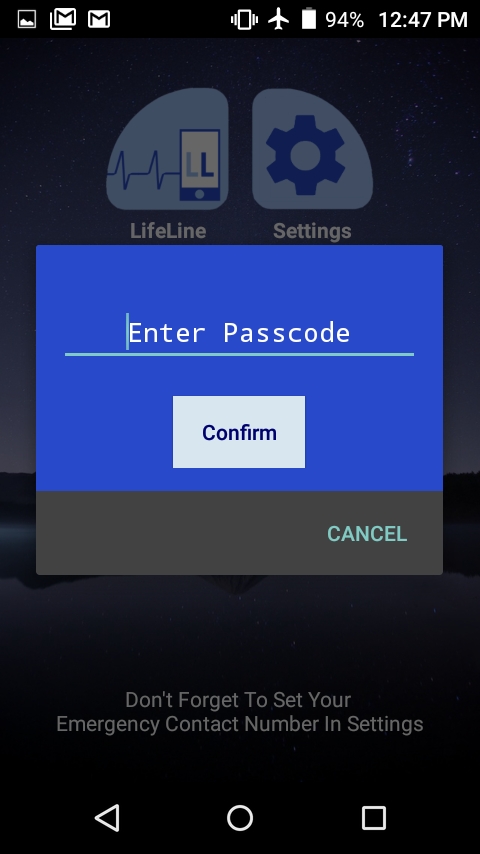 94% 12:47 PM
LL
LifeLine Settings
Enter Passcode
Confirm
CANCEL
Don't Forget To Set Your
Emergency Contact Number In Settings